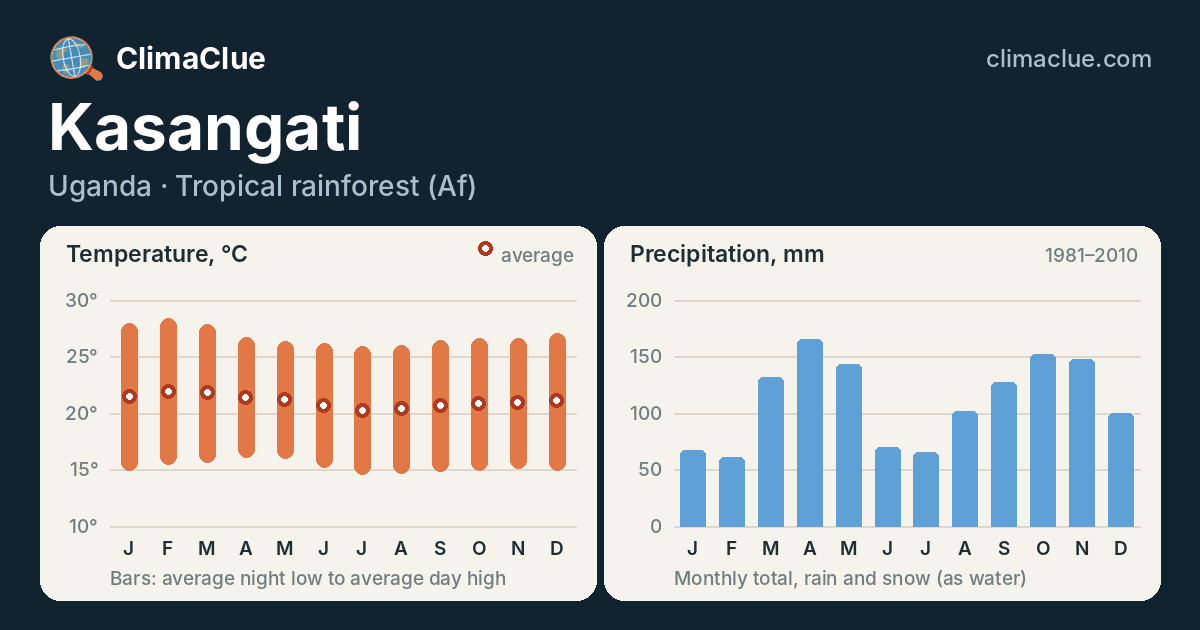 ClimaClue
climaclue.com
Kasangati
Uganda · Tropical rainforest (Af)
Temperature, °C
average
30°
25°
20°
15°
10°
J F M A M J J A S O N D
Bars: average night low to average day high
Precipitation, mm
1981–2010
200
150
100
50
0
J F M A M J J A S O N D
Monthly total, rain and snow (as water)